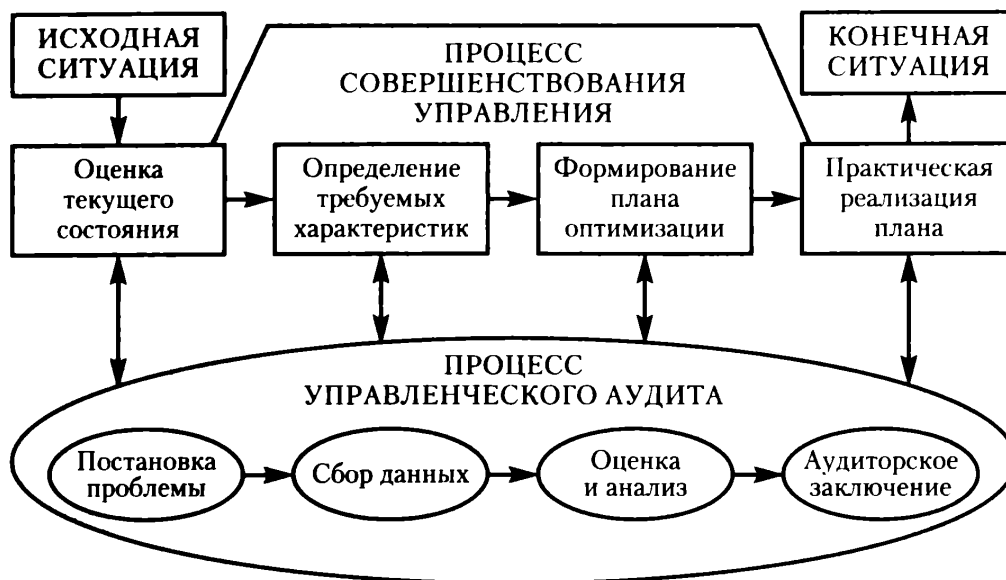 ИСХОДНАЯ
СИТУАЦИЯ
ПРОЦЕСС
СОВЕРШЕНСТВОВАНИЯ
УПРАВЛЕНИЯ
КОНЕЧНАЯ
СИТУАЦИЯ
Оценка
текущего
состояния
Определение
требуемых
характеристик
Формирование
плана
оптимизации
Практическая
реализация
плана
ПРОЦЕСС
УПРАВЛЕНЧЕСКОГО АУДИТА
Постановка
проблемы
Сбор данных
Оценка
и анализ
Аудиторское
заключение